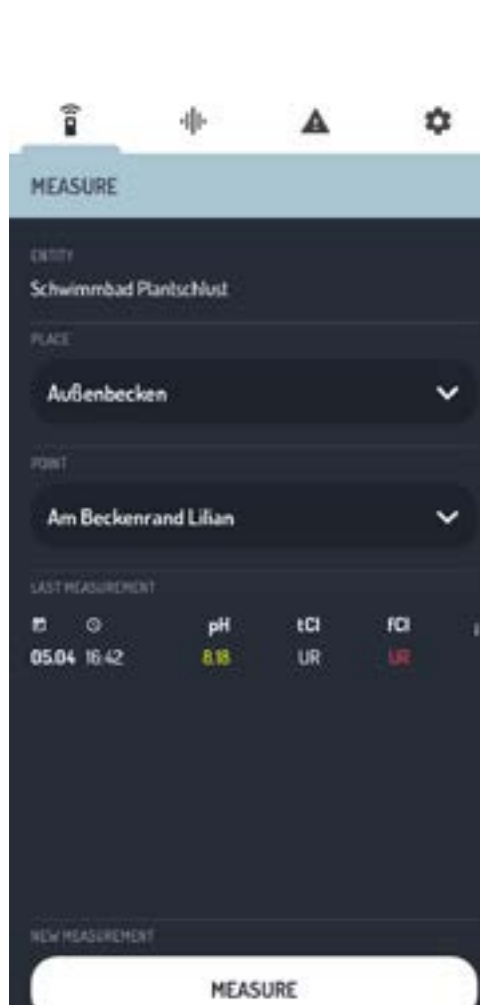 MEASURE
ENTITY
Schwimmbad Plantschlust
PLACE
Außenbecken
POINT
Am Beckenrand Lilian
LAST MEASUREMENT
pH tCl fCl
05.04 16:42 8.18 UR UR
NEW MEASUREMENT
MEASURE